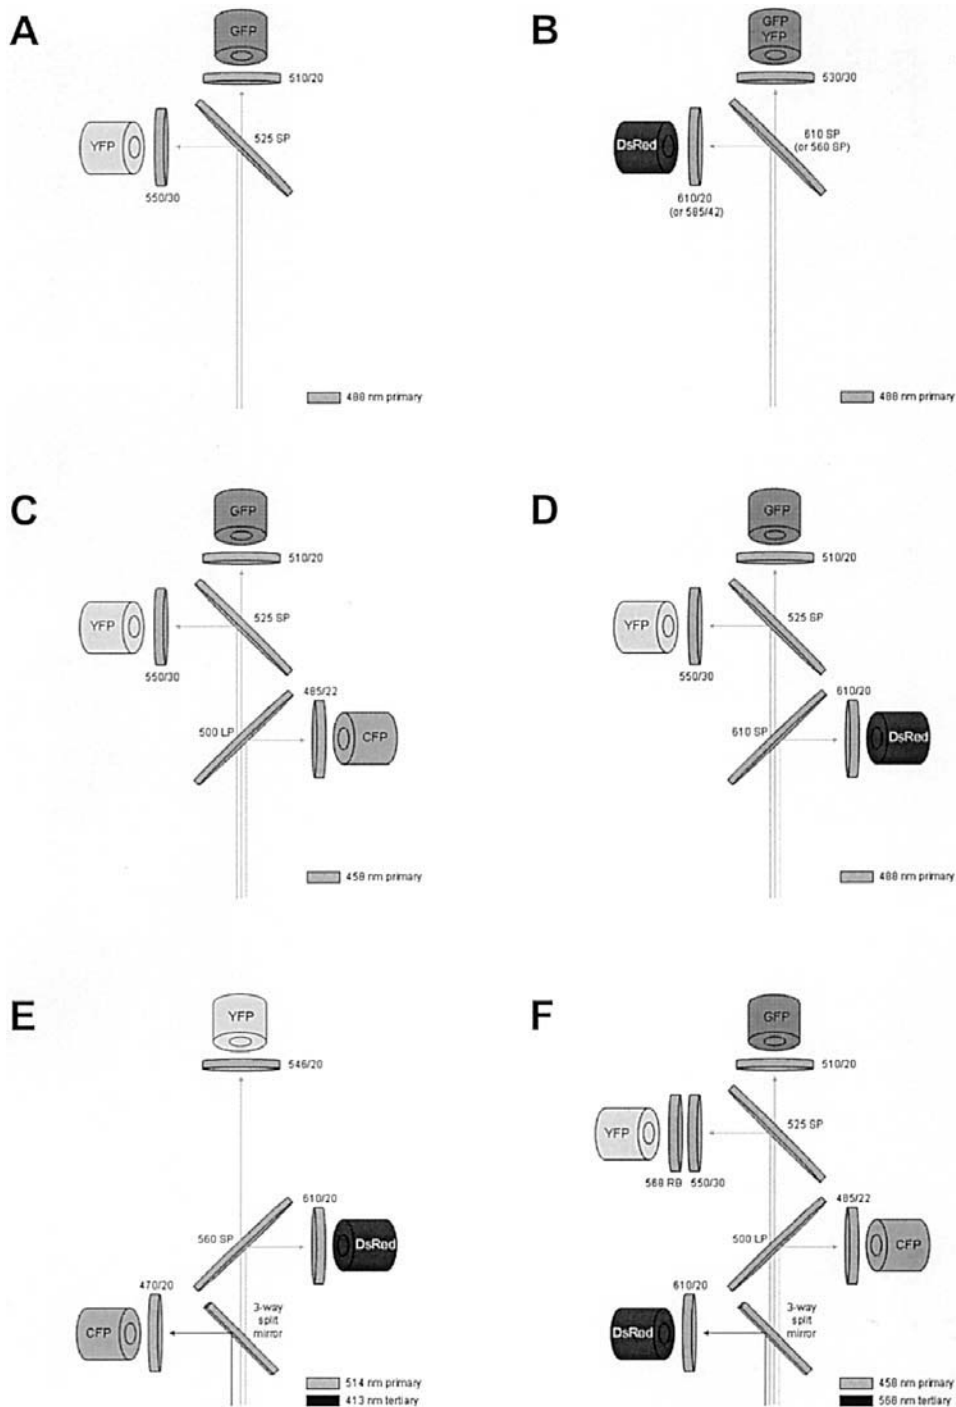 A
GFP
510/20
525 SP
YFP
550/30
488 nm primary
B
GFP
YFP
530/30
610 SP
(or 560 SP)
DsRed
610/20
(or 585/42)
488 nm primary
C
GFP
510/20
525 SP
YFP
550/30
485/22
500 LP
CFP
458 nm primary
D
GFP
510/20
525 SP
YFP
550/30
610/20
610 SP
DsRed
488 nm primary
E
YFP
546/20
610/20
560 SP
DsRed
470/20
CFP
3-way
split
mirror
514 nm primary
413 nm tertiary
F
GFP
510/20
525 SP
YFP
568 RB
550/30
485/22
500 LP
CFP
610/20
DsRed
3-way
split
mirror
458 nm primary
568 nm tertiary